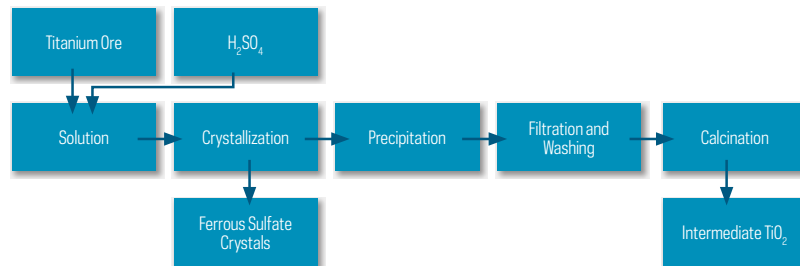 Titanium Ore
H₂SO₄
Solution
Crystallization
Precipitation
Filtration and
Washing
Calcination
Ferrous Sulfate
Crystals
Intermediate TiO₂